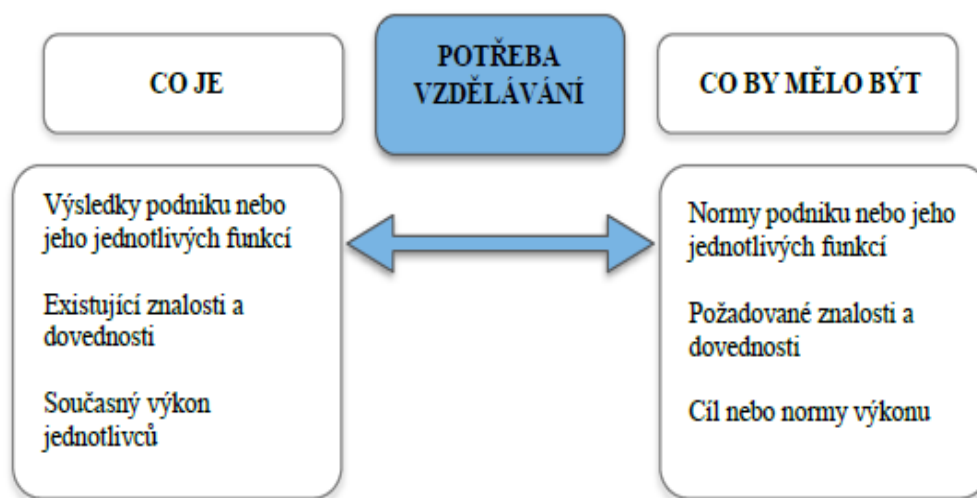 CO JE
POTŘEBA
VZDĚLÁVÁNÍ
CO BY MĚLO BÝT
Výsledky podniku nebo
jeho jednotlivých funkcí
Existující znalosti a
dovednosti
Současný výkon
jednotlivců
Normy podniku nebo jeho
jednotlivých funkcí
Požadované znalosti a
dovednosti
Cíl nebo normy výkonu